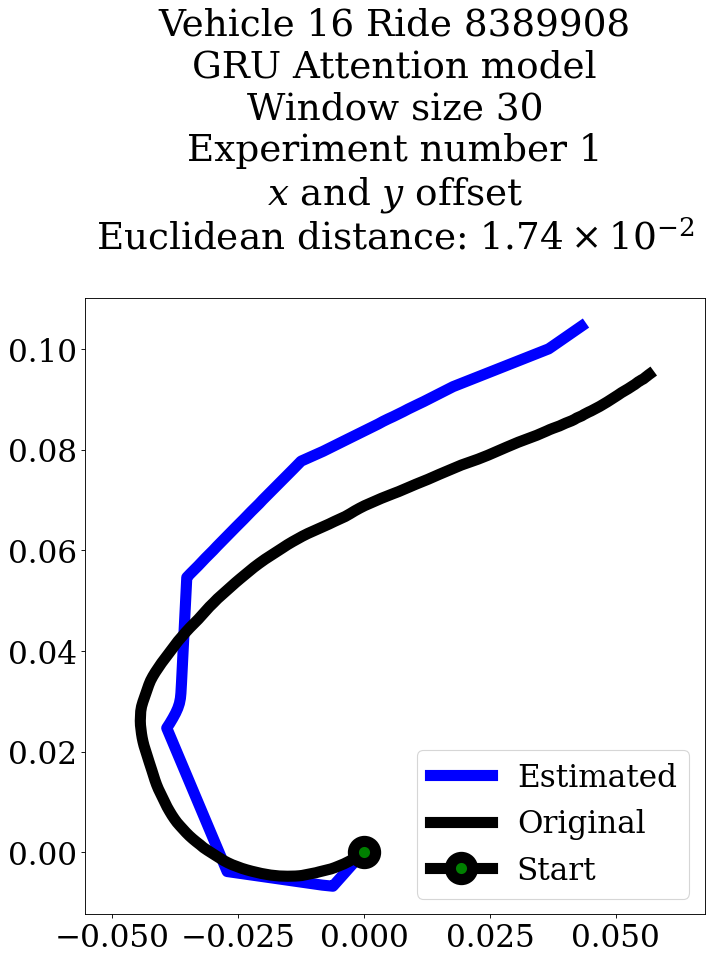 Vehicle 16 Ride 8389908
GRU Attention model
Window size 30
Experiment number 1
x and y offset
Euclidean distance: 1.74 × 10⁻²
0.10
0.08
0.06
0.04
0.02
0.00
Estimated
Original
Start
−0.050 −0.025 0.000 0.025 0.050